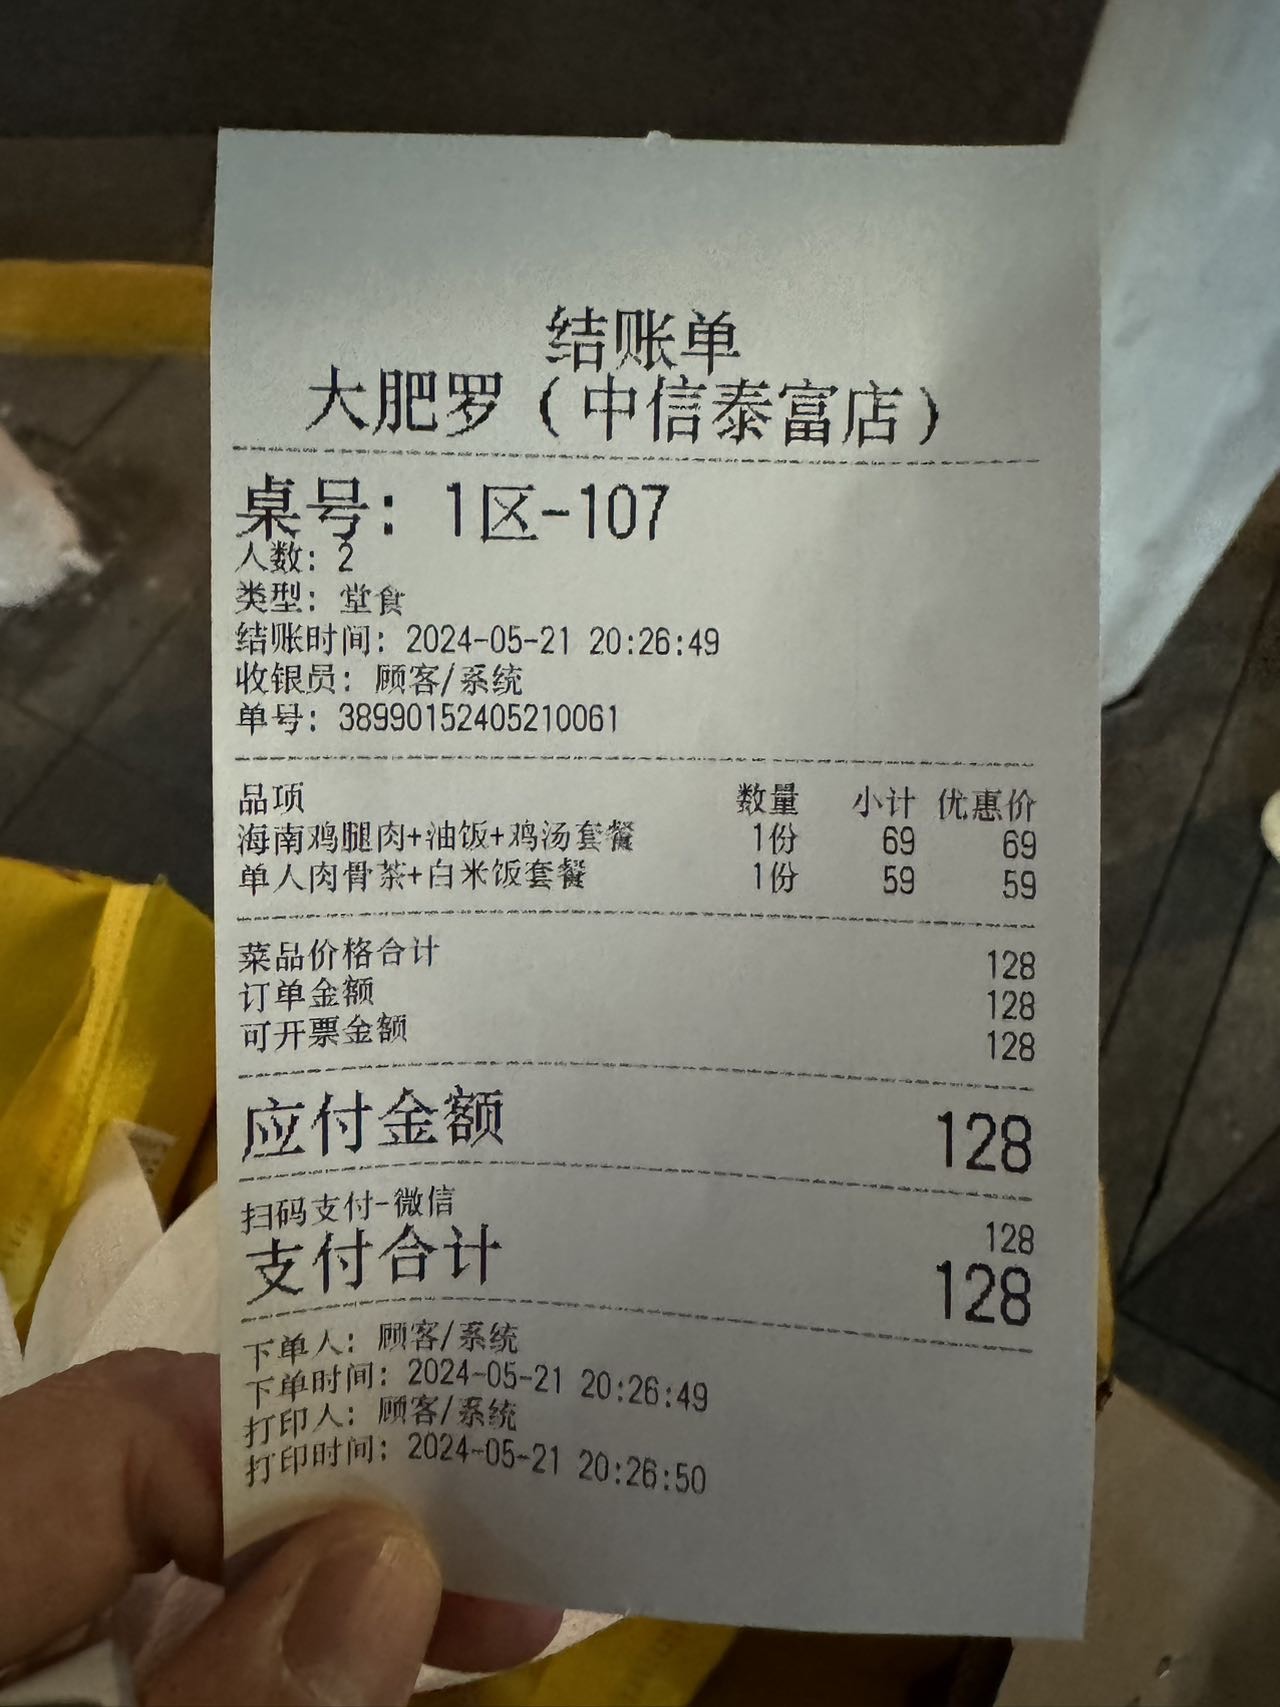 结账单
大肥罗（中信泰富店）
桌号：1区-107
人数：2
类型：堂食
结账时间：2024-05-21 20:26:49
收银员：顾客/系统
单号：38990152405210061
品项 数量 小计 优惠价
海南鸡腿肉+油饭+鸡汤套餐 1份 69 69
单人肉骨茶+白米饭套餐 1份 59 59
菜品价格合计 128
订单金额 128
可开票金额 128
应付金额 128
扫码支付-微信 128
支付合计 128
下单人：顾客/系统
下单时间：2024-05-21 20:26:49
打印人：顾客/系统
打印时间：2024-05-21 20:26:50